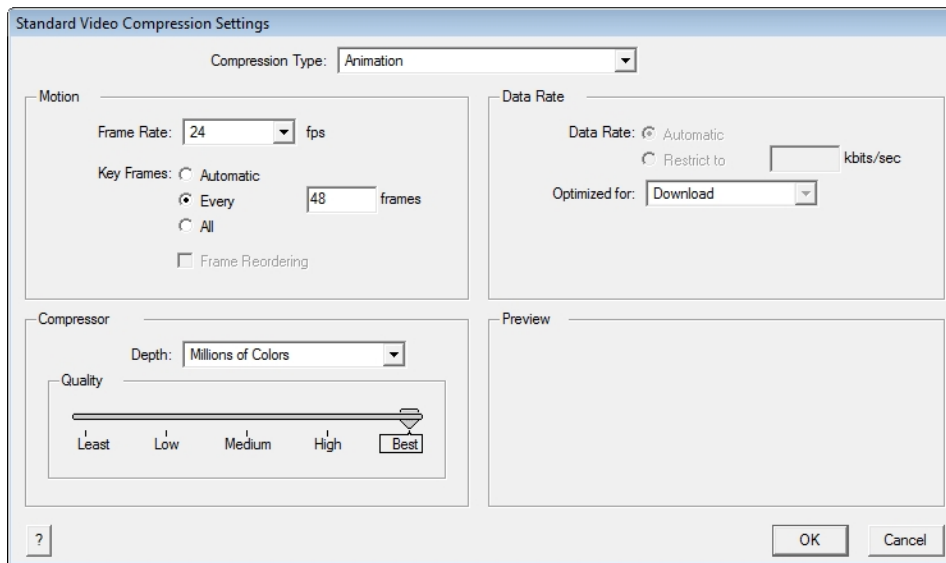 Standard Video Compression Settings
Compression Type: Animation
Motion
Frame Rate: 24 fps
Key Frames: Automatic
Every 48 frames
All
Frame Reordering
Data Rate
Data Rate: Automatic
Restrict to kbits/sec
Optimized for: Download
Compressor
Depth: Millions of Colors
Quality
Least Low Medium High Best
Preview
? OK Cancel